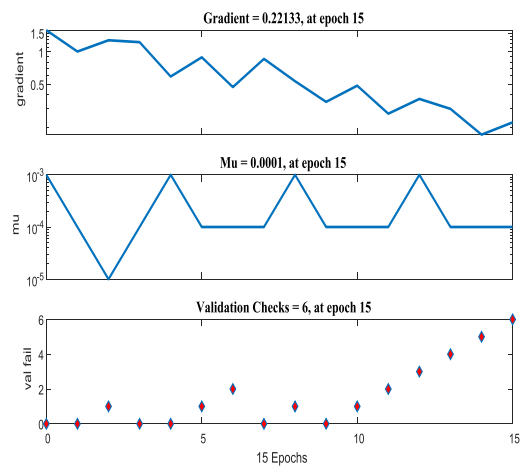 Gradient = 0.22133, at epoch 15
1.5
1
0.5
gradient
Mu = 0.0001, at epoch 15
10-3
10-4
10-5
mu
Validation Checks = 6, at epoch 15
6
4
2
0
val fail
0 5 10 15
15 Epochs